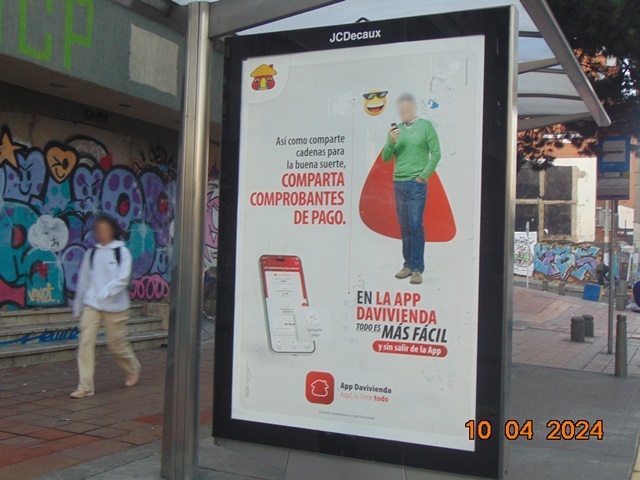 JCDecaux
Así como comparte
cadenas para
la buena suerte,
COMPARTA
COMPROBANTES
DE PAGO.
EN LA APP
DAVIVIENDA
TODO ES MÁS FÁCIL
y sin salir de la App
App Davivienda
Aquí, lo tiene todo
10 04 2024